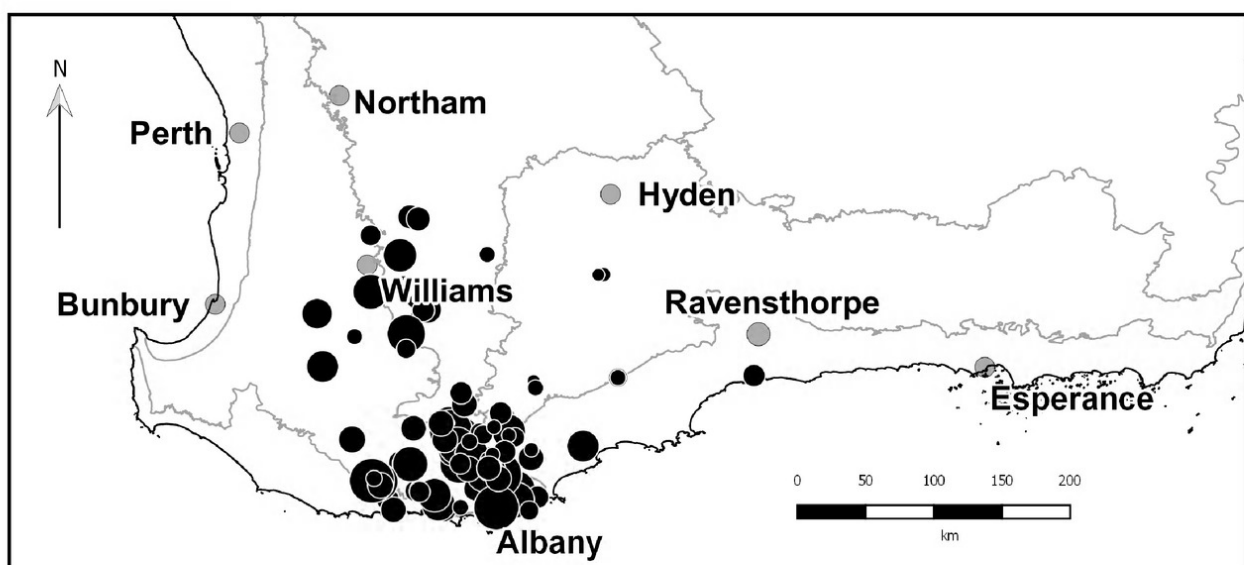 N
Northam
Perth
Hyden
Williams
Bunbury
Ravensthorpe
Esperance
Albany
0 50 100 150 200
km